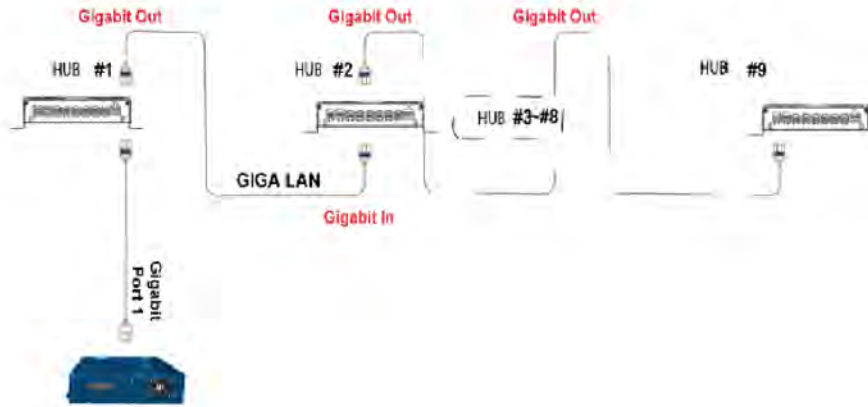 Gigabit Out
Gigabit Out
Gigabit Out
HUB #1
HUB #2
HUB #9
HUB #3~#8
GIGA LAN
Gigabit In
Gigabit
Port 1